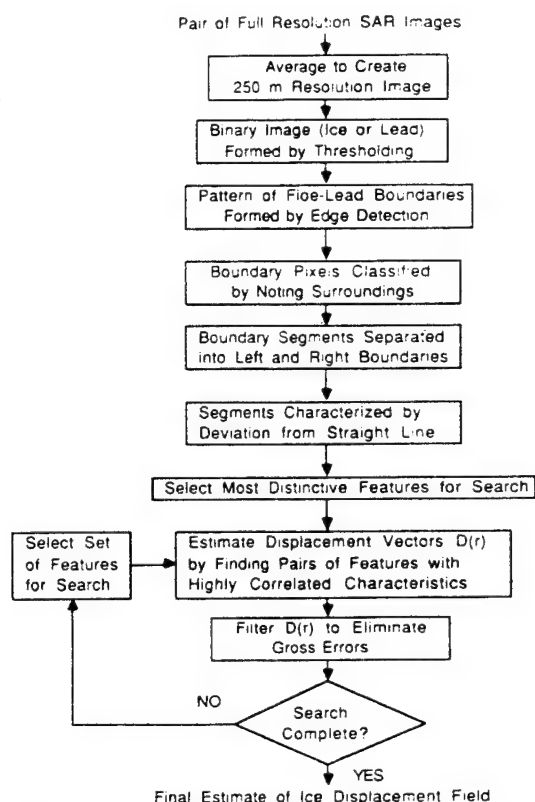 Pair of Full Resolution SAR Images
Average to Create
250 m Resolution Image
Binary Image (Ice or Lead)
Formed by Thresholding
Pattern of Floe-Lead Boundaries
Formed by Edge Detection
Boundary Pixels Classified
by Noting Surroundings
Boundary Segments Separated
into Left and Right Boundaries
Segments Characterized by
Deviation from Straight Line
Select Most Distinctive Features for Search
Select Set
of Features
for Search
Estimate Displacement Vectors D(r)
by Finding Pairs of Features with
Highly Correlated Characteristics
Filter D(r) to Eliminate
Gross Errors
NO
Search
Complete?
YES
Final Estimate of Ice Displacement Field